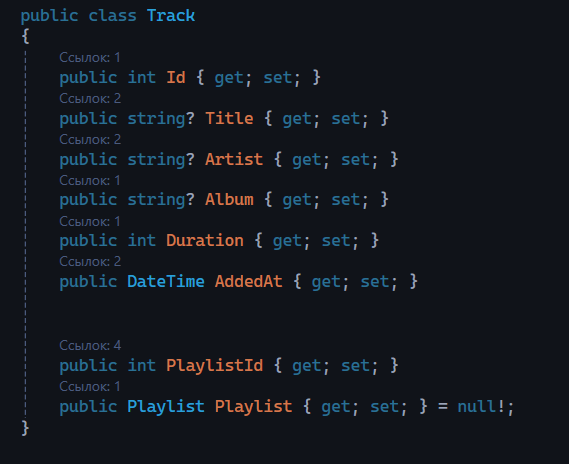 public class Track
{
Ссылок: 1
public int Id { get; set; }
Ссылок: 2
public string? Title { get; set; }
Ссылок: 2
public string? Artist { get; set; }
Ссылок: 1
public string? Album { get; set; }
Ссылок: 1
public int Duration { get; set; }
Ссылок: 2
public DateTime AddedAt { get; set; }
Ссылок: 4
public int PlaylistId { get; set; }
Ссылок: 1
public Playlist Playlist { get; set; } = null!;
}